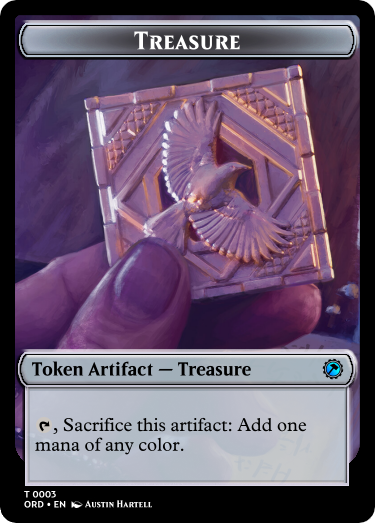 Treasure
Token Artifact — Treasure
, Sacrifice this artifact: Add one
mana of any color.
T 0003
ORD • EN Austin Hartell